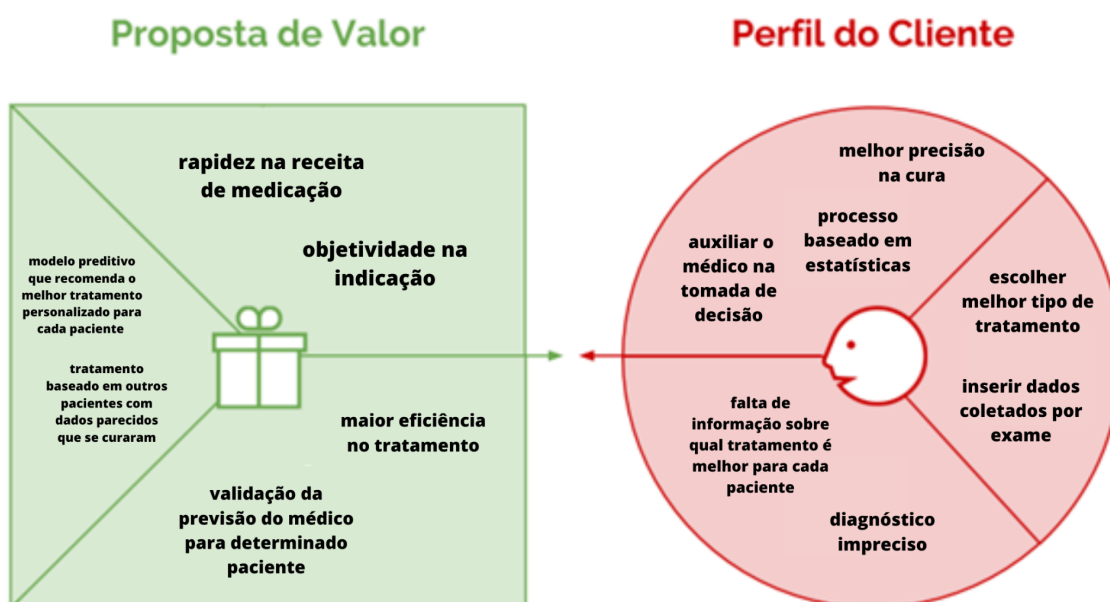 Proposta de Valor
rapidez na receita
de medicação
objetividade na
indicação
modelo preditivo
que recomenda o
melhor tratamento
personalizado para
cada paciente
tratamento
baseado em outros
pacientes com
dados parecidos
que se curaram
maior eficiência
no tratamento
validação da
previsão do médico
para determinado
paciente
Perfil do Cliente
melhor precisão
na cura
processo
baseado em
estatísticas
auxiliar o
médico na
tomada de
decisão
escolher
melhor tipo de
tratamento
inserir dados
coletados por
exame
falta de
informação sobre
qual tratamento é
melhor para cada
paciente
diagnóstico
impreciso